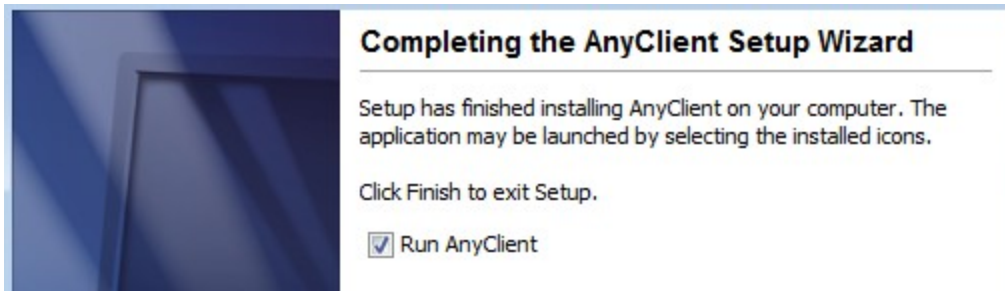 Completing the AnyClient Setup Wizard
Setup has finished installing AnyClient on your computer. The
application may be launched by selecting the installed icons.
Click Finish to exit Setup.
Run AnyClient